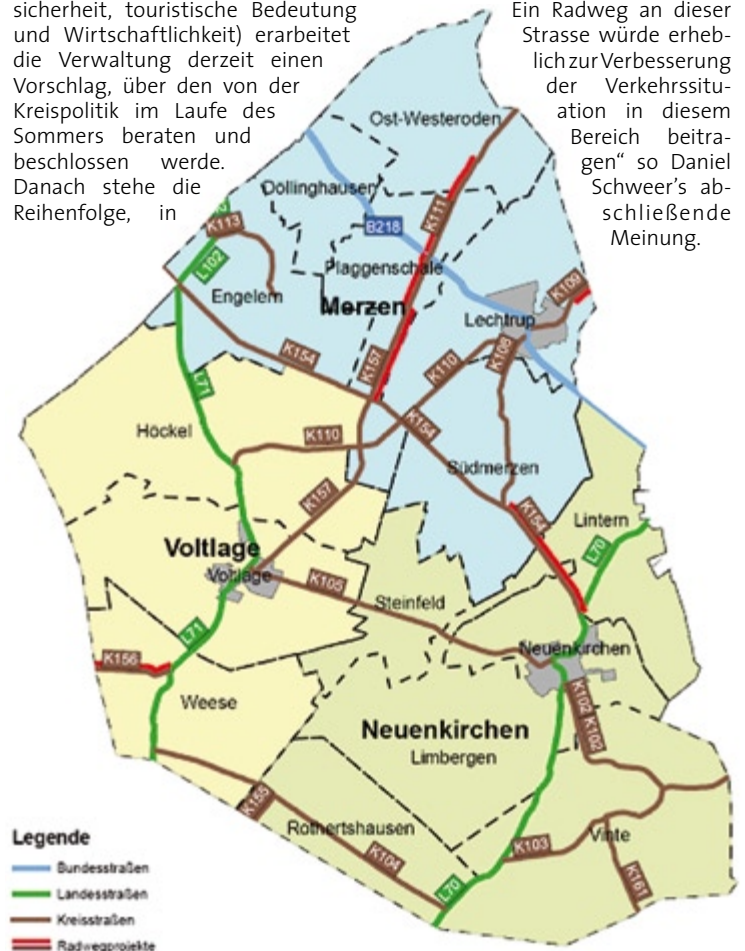 sicherheit, touristische Bedeutung
und Wirtschaftlichkeit) erarbeitet
die Verwaltung derzeit einen
Vorschlag, über den von der
Kreispolitik im Laufe des
Sommers beraten und
beschlossen werde.
Danach stehe die
Reihenfolge, in
Ein Radweg an dieser
Strasse würde erheb-
lich zur Verbesserung
der Verkehrssitu-
ation in diesem
Bereich beitra-
gen“ so Daniel
Schweer's ab-
schließende
Meinung.
Ost-Westeroden
Döllinghausen
K111
B218
K113
L102
Plaggenschale
Engelern
Merzen
K109
Lechtrup
K154
K157
K110
K108
L71
K154
Höckel
K110
Südmerzen
K157
K154
Lintern
L70
Voltlage
Voltlage
K105
Steinfeld
L71
Neuenkirchen
K156
Weese
K102
K102
Neuenkirchen
Limbergen
K155
Rothertshausen
K104
K103
Vinte
K161
L70
Legende
Bundesstraßen
Landesstraßen
Kreisstraßen
Radwegprojekte